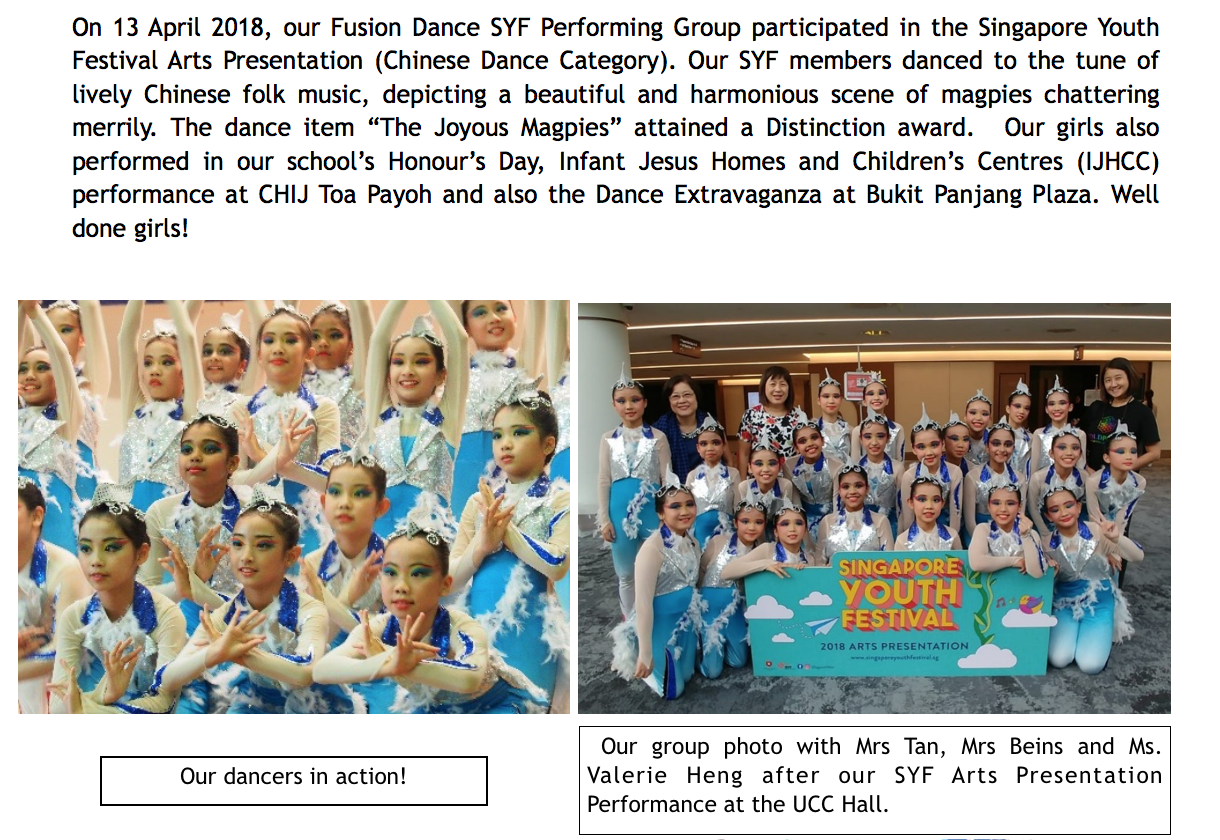 On 13 April 2018, our Fusion Dance SYF Performing Group participated in the Singapore Youth
Festival Arts Presentation (Chinese Dance Category). Our SYF members danced to the tune of
lively Chinese folk music, depicting a beautiful and harmonious scene of magpies chattering
merrily. The dance item “The Joyous Magpies” attained a Distinction award. Our girls also
performed in our school’s Honour’s Day, Infant Jesus Homes and Children’s Centres (IJHCC)
performance at CHIJ Toa Payoh and also the Dance Extravaganza at Bukit Panjang Plaza. Well
done girls!
SINGAPORE
YOUTH
FESTIVAL
2018 ARTS PRESENTATION
www.singaporeyouthfestival.sg
Our dancers in action!
Our group photo with Mrs Tan, Mrs Beins and Ms.
Valerie Heng after our SYF Arts Presentation
Performance at the UCC Hall.